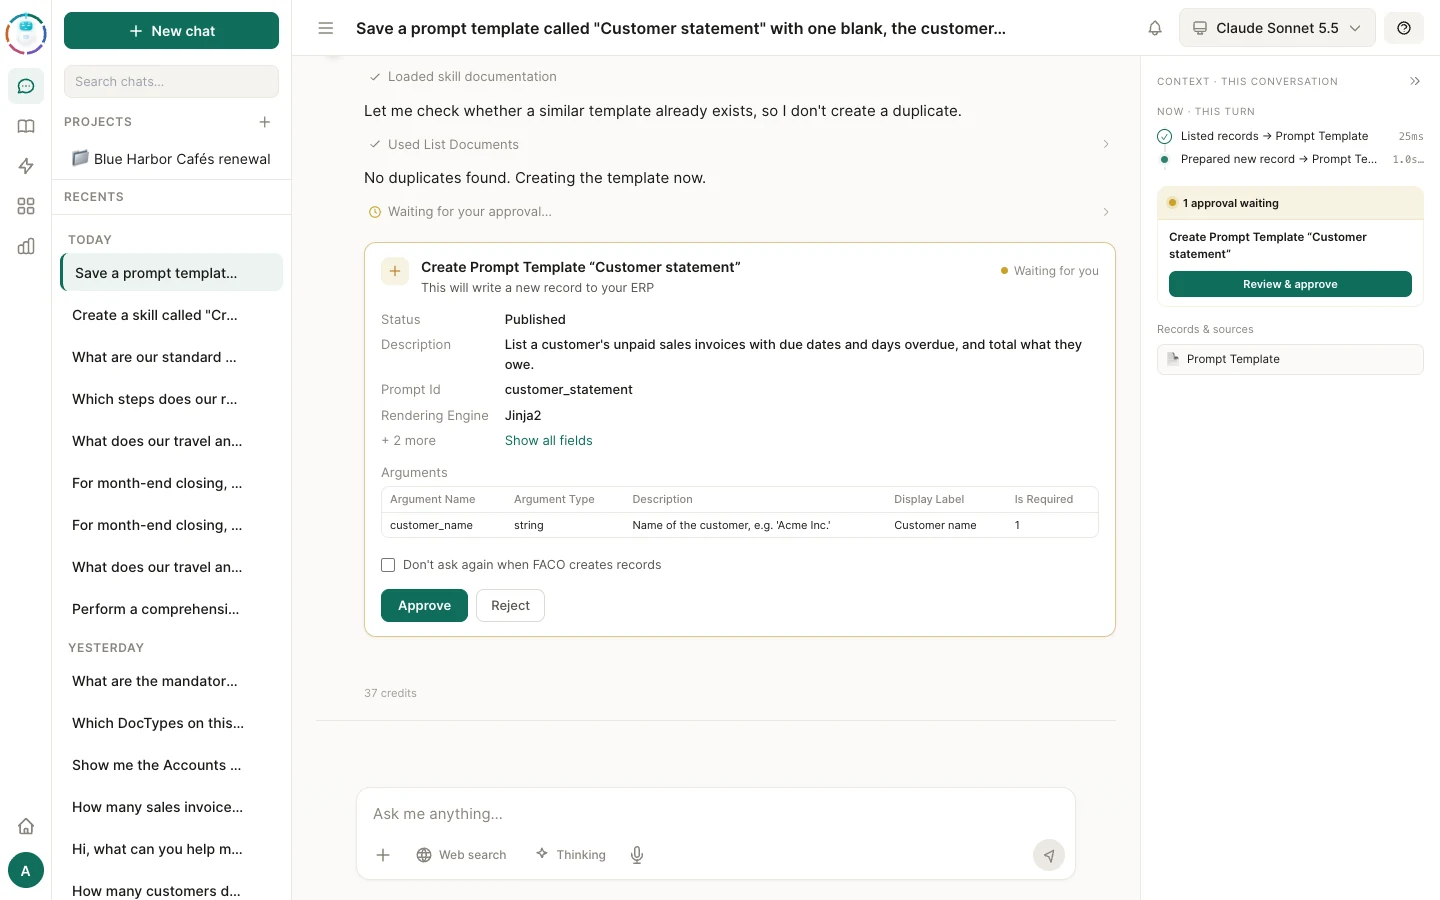 New chat
Search chats...
PROJECTS
Blue Harbor Cafés renewal
RECENTS
TODAY
Save a prompt templat...
Create a skill called "Cr...
What are our standard ...
Which steps does our r...
What does our travel an...
For month-end closing, ...
For month-end closing, ...
What does our travel an...
Perform a comprehensi...
YESTERDAY
What are the mandator...
Which DocTypes on this...
Show me the Accounts ...
How many sales invoice...
Hi, what can you help m...
How many customers d...
A
Save a prompt template called "Customer statement" with one blank, the customer...
Claude Sonnet 5.5
Loaded skill documentation
Let me check whether a similar template already exists, so I don't create a duplicate.
Used List Documents
No duplicates found. Creating the template now.
Waiting for your approval...
Create Prompt Template “Customer statement”
Waiting for you
This will write a new record to your ERP
Status Published
Description List a customer's unpaid sales invoices with due dates and days overdue, and total what they
owe.
Prompt Id customer_statement
Rendering Engine Jinja2
+ 2 more Show all fields
Arguments
Argument Name Argument Type Description Display Label Is Required
customer_name string Name of the customer, e.g. 'Acme Inc.' Customer name 1
Don't ask again when FACO creates records
Approve Reject
37 credits
Ask me anything...
Web search Thinking
CONTEXT · THIS CONVERSATION
NOW · THIS TURN
Listed records → Prompt Template 25ms
Prepared new record → Prompt Te... 1.0s...
1 approval waiting
Create Prompt Template “Customer
statement”
Review & approve
Records & sources
Prompt Template